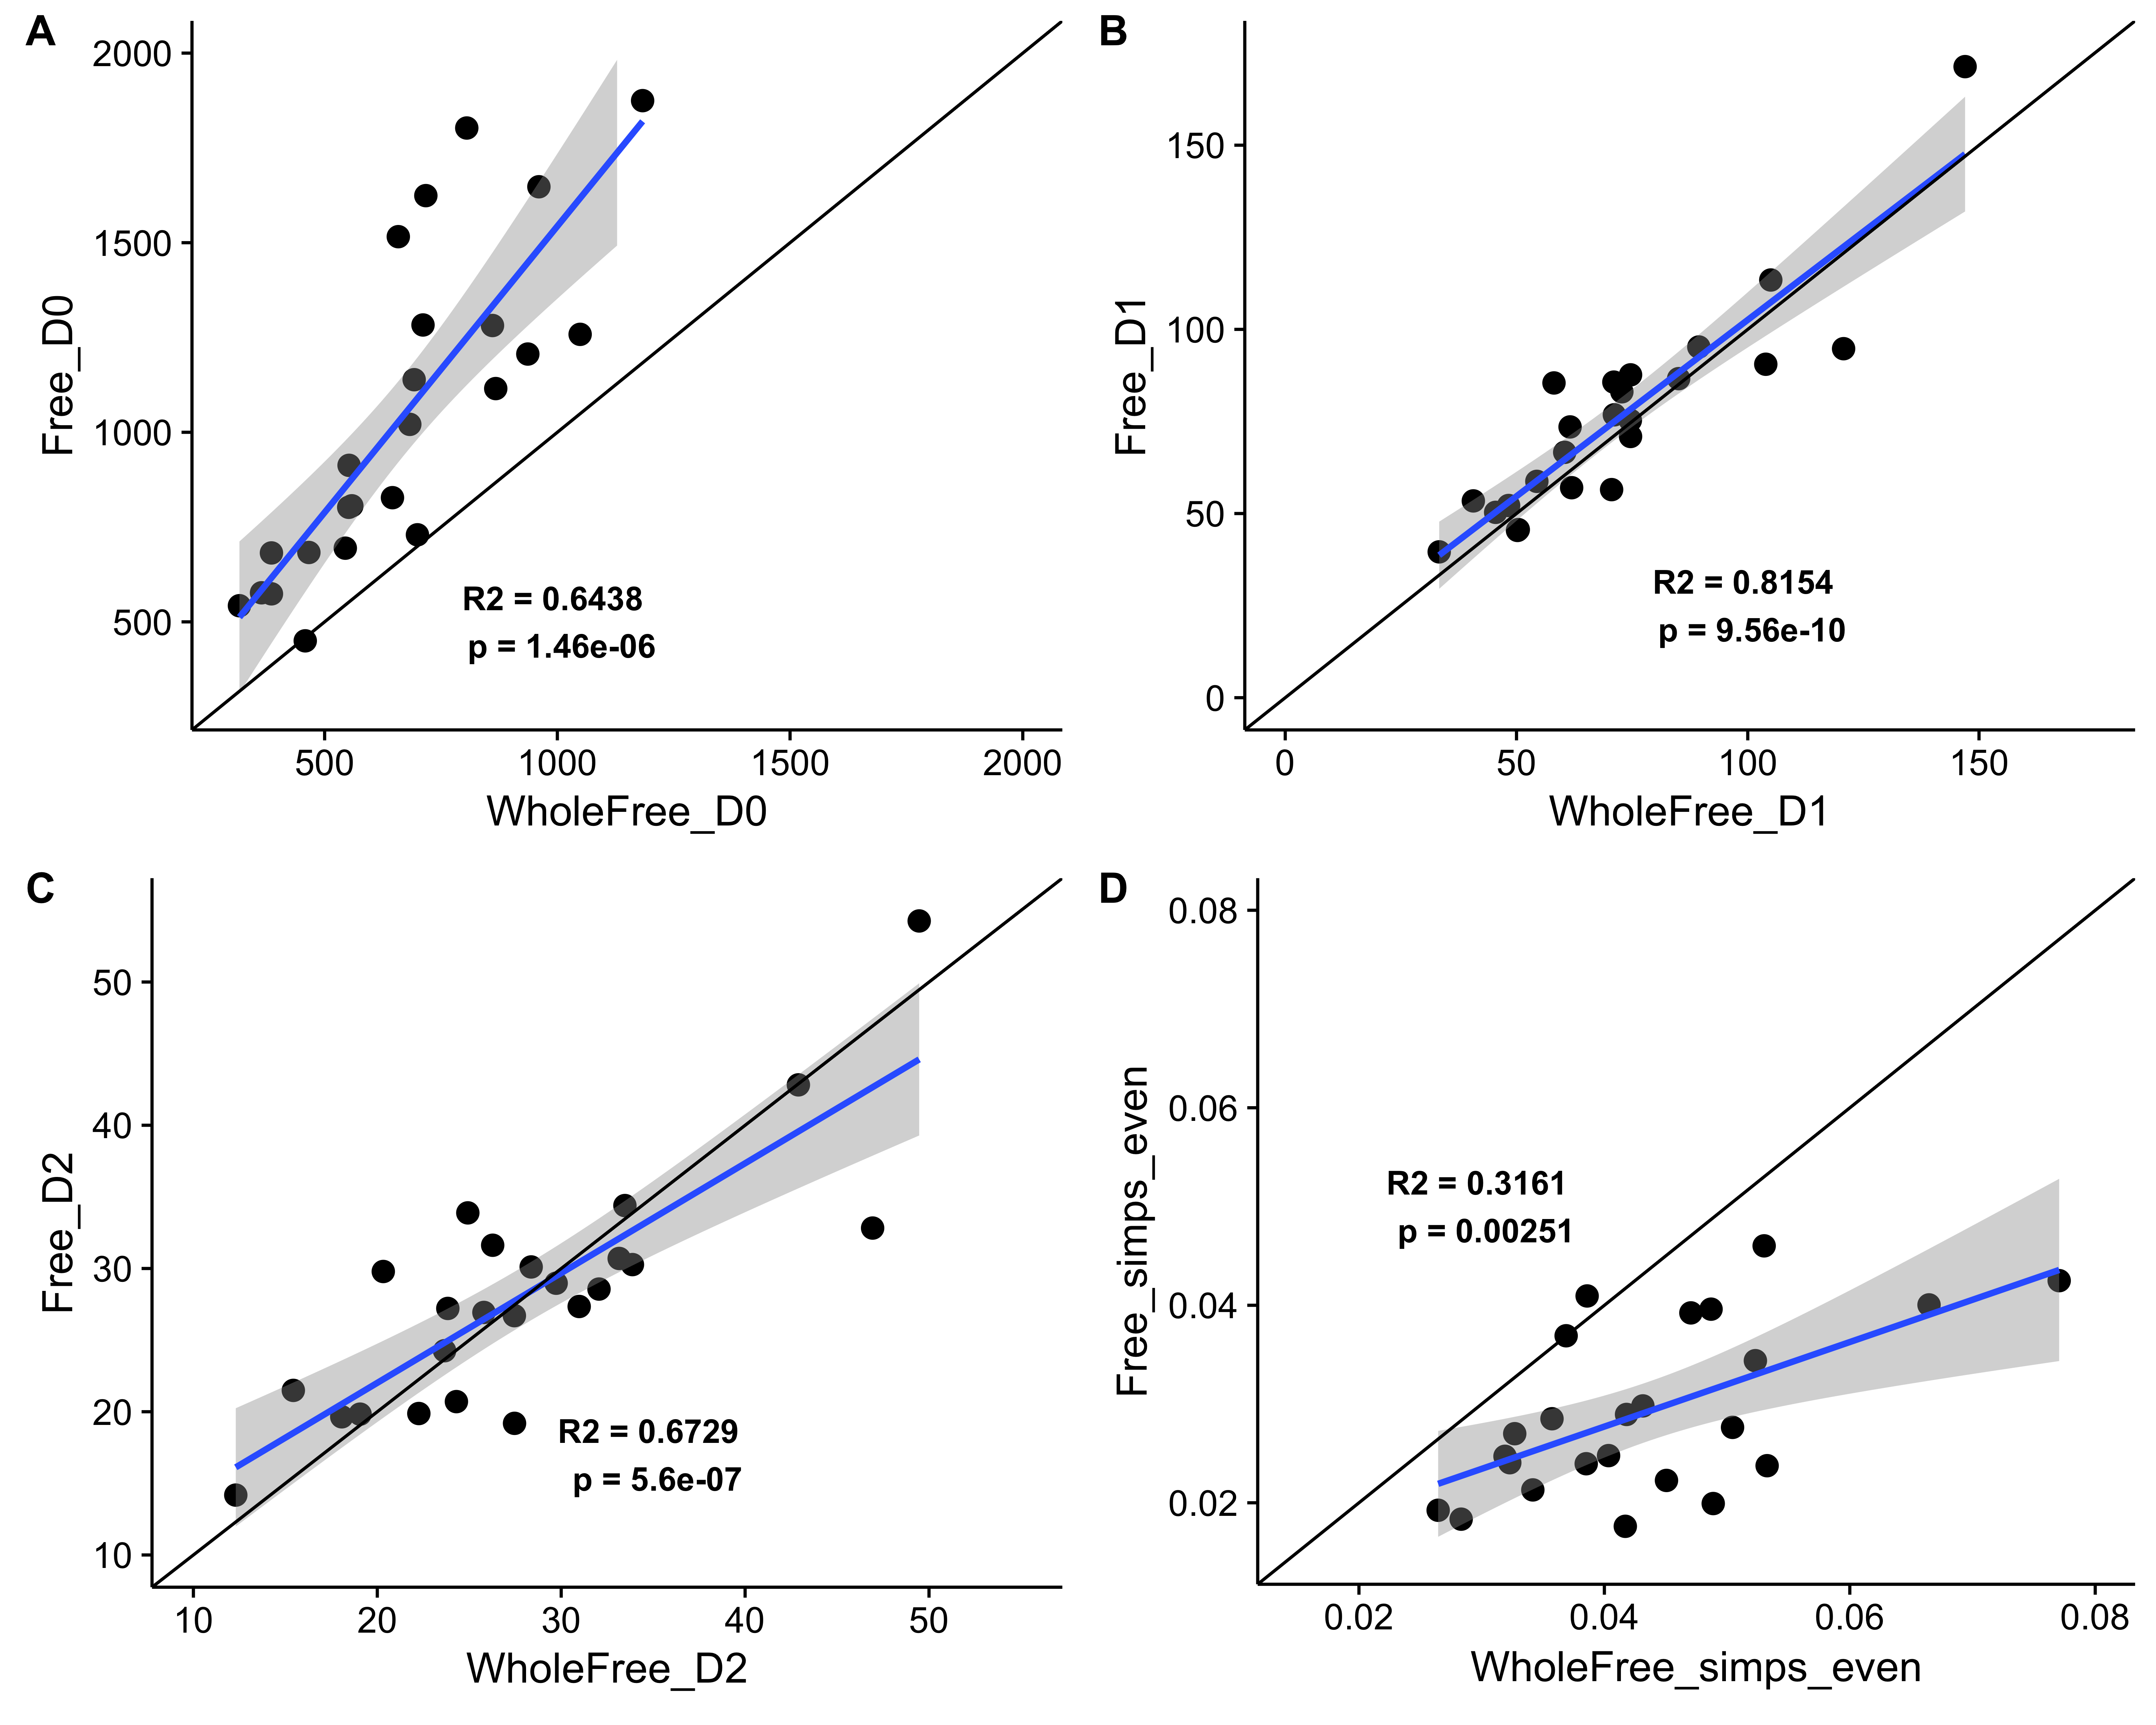 A
2000
1500
1000
500
Free_D0
R2 = 0.6438
p = 1.46e-06
500 1000 1500 2000
WholeFree_D0
B
150
100
50
0
Free_D1
R2 = 0.8154
p = 9.56e-10
0 50 100 150
WholeFree_D1
C
50
40
30
20
10
Free_D2
R2 = 0.6729
p = 5.6e-07
10 20 30 40 50
WholeFree_D2
D
0.08
0.06
0.04
0.02
Free_simps_even
R2 = 0.3161
p = 0.00251
0.02 0.04 0.06 0.08
WholeFree_simps_even